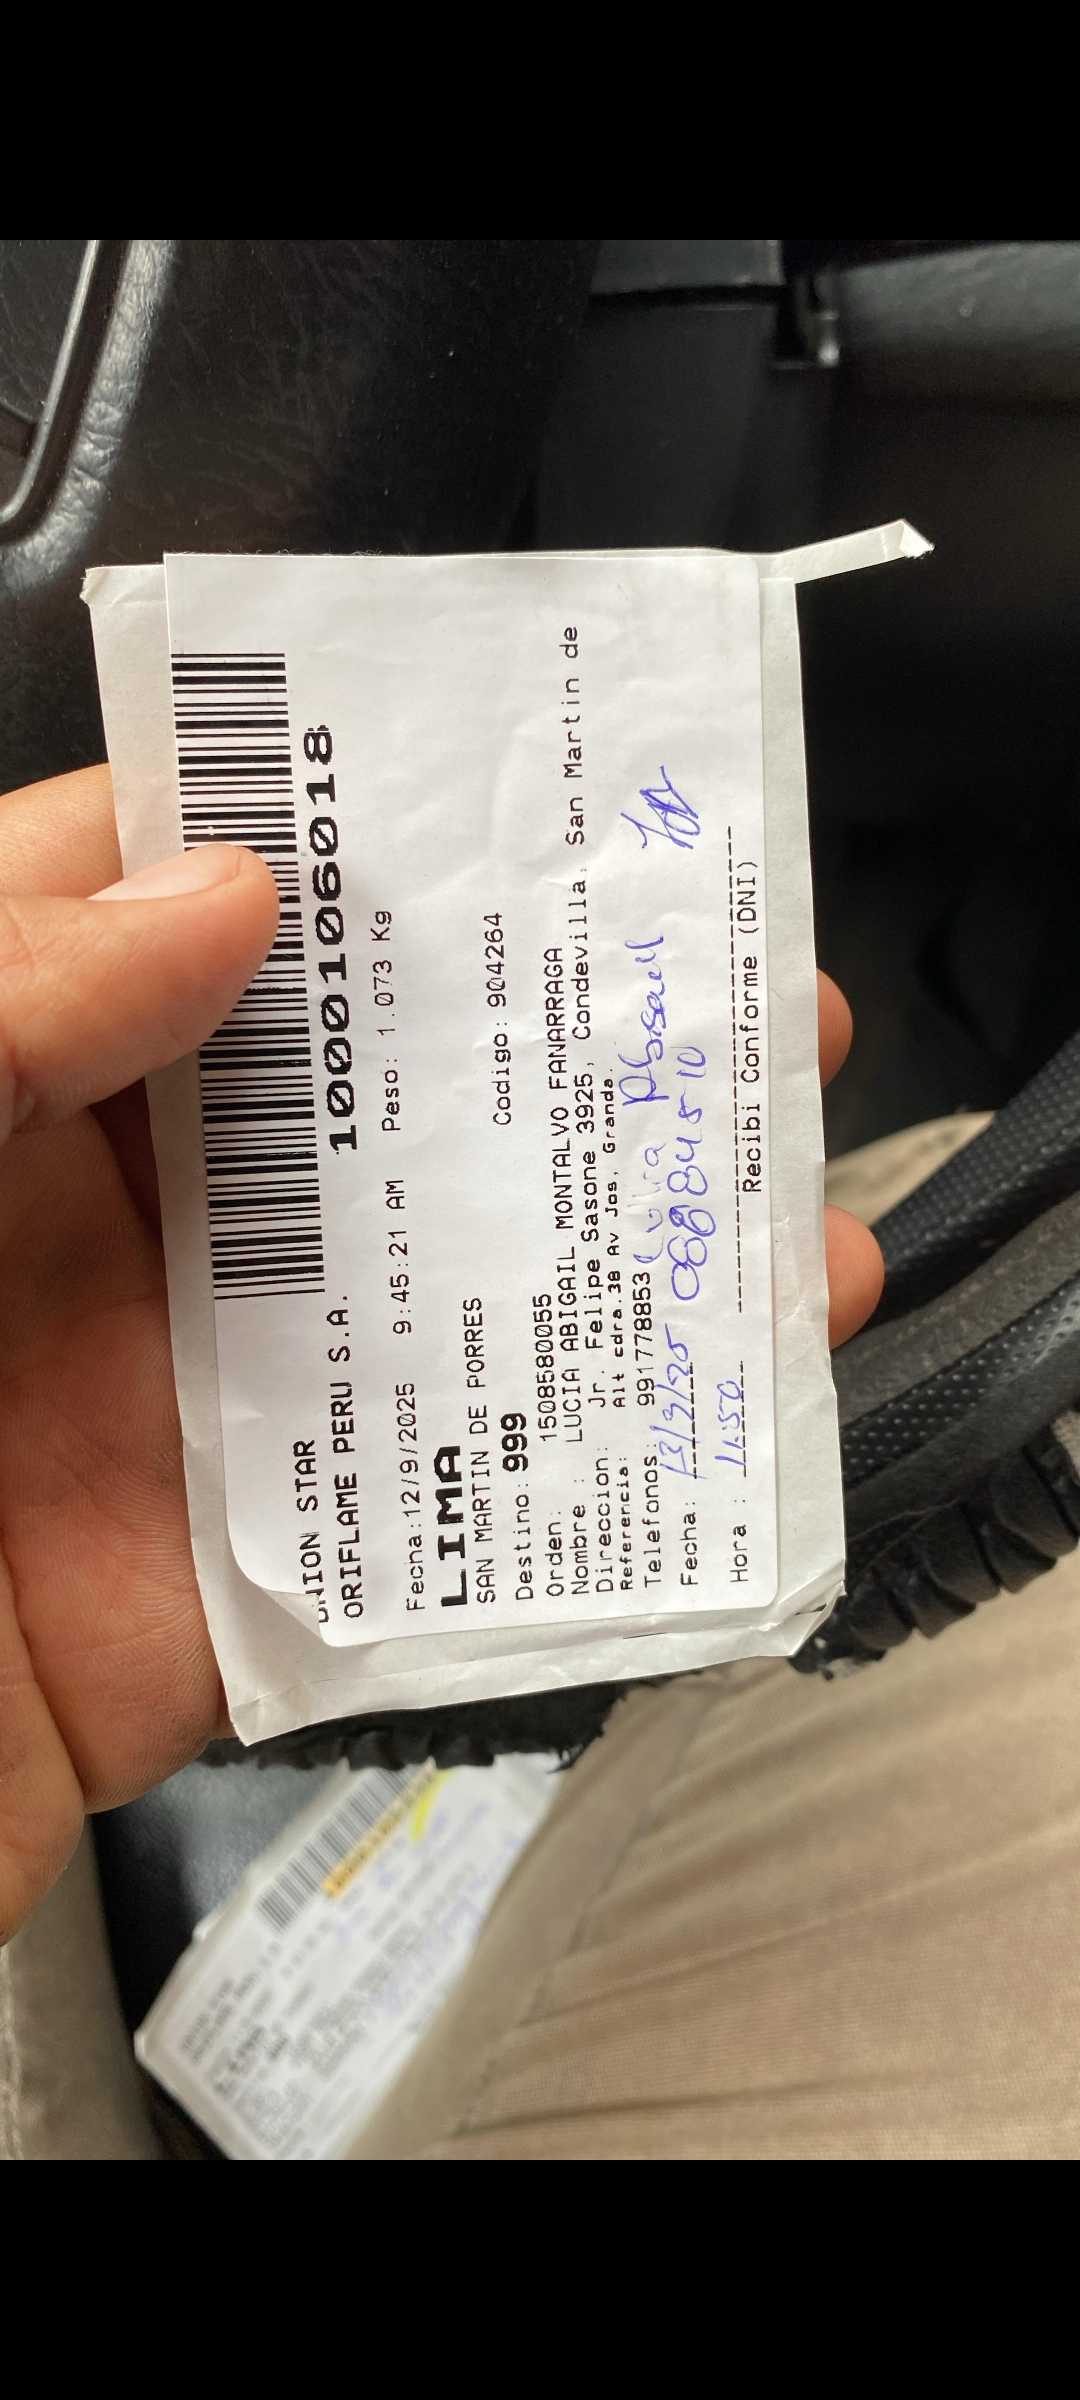 UNION STAR
ORIFLAME PERU S.A.
1000106018
Fecha:12/9/2025 9:45:21 AM Peso: 1.073 Kg
LIMA
SAN MARTIN DE PORRES
Destino: 999 Codigo: 904264
Orden: 1508580055
Nombre : LUCIA ABIGAIL MONTALVO FANARRAGA
Direccion: Jr. Felipe Sasone 3925, Condevilla, San Martin de
Referencia: Alt cdra.38 Av Jos, Granda.
Telefonos: 991778853
Fecha: 13/9/25
Hora : 11:50
Recibi Conforme (DNI)